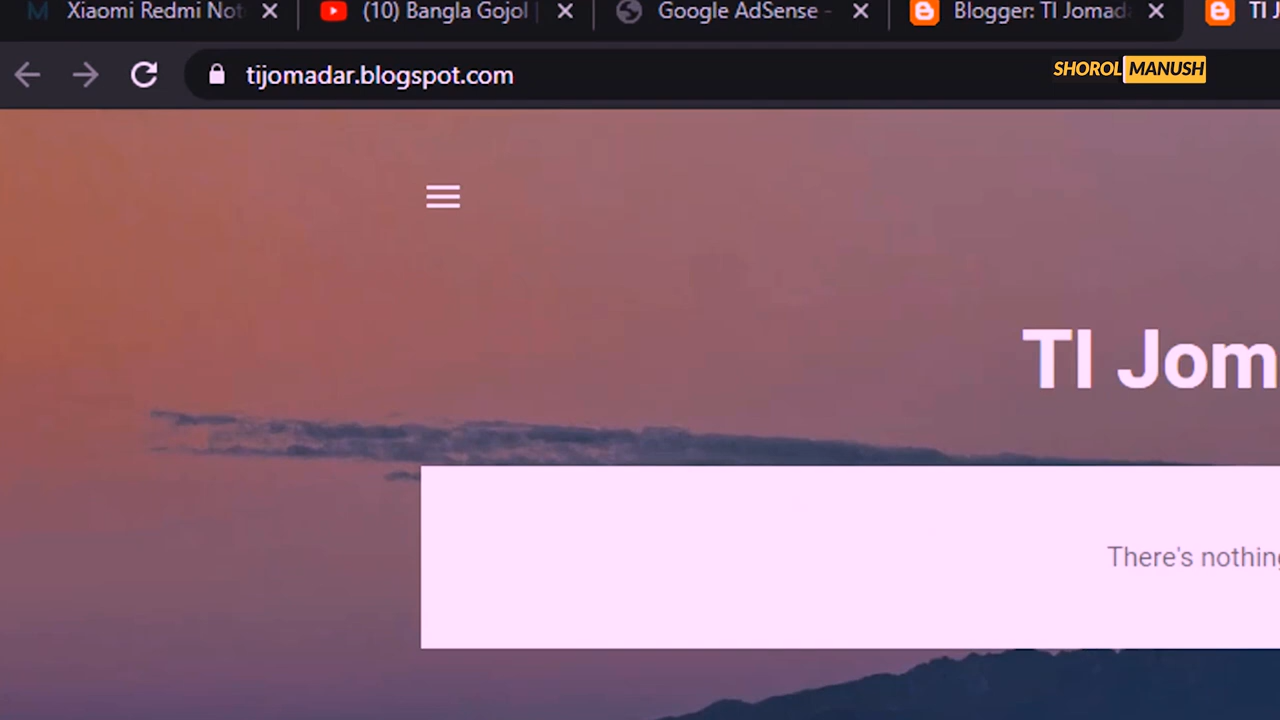 Xiaomi Redmi Not
(10) Bangla Gojol |
Google AdSense -
Blogger: TI Jomad
TI J
tijomadar.blogspot.com
SHOROL MANUSH
TI Jom
There's nothing